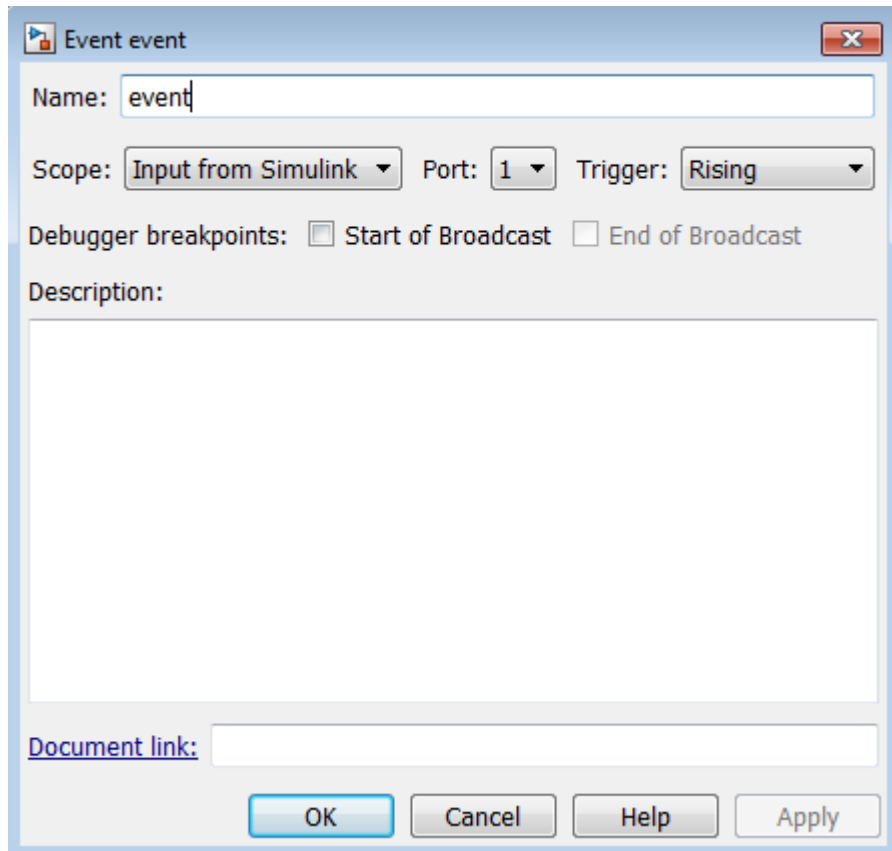 Event event
Name: event
Scope: Input from Simulink Port: 1 Trigger: Rising
Debugger breakpoints: Start of Broadcast End of Broadcast
Description:
Document link:
OK Cancel Help Apply